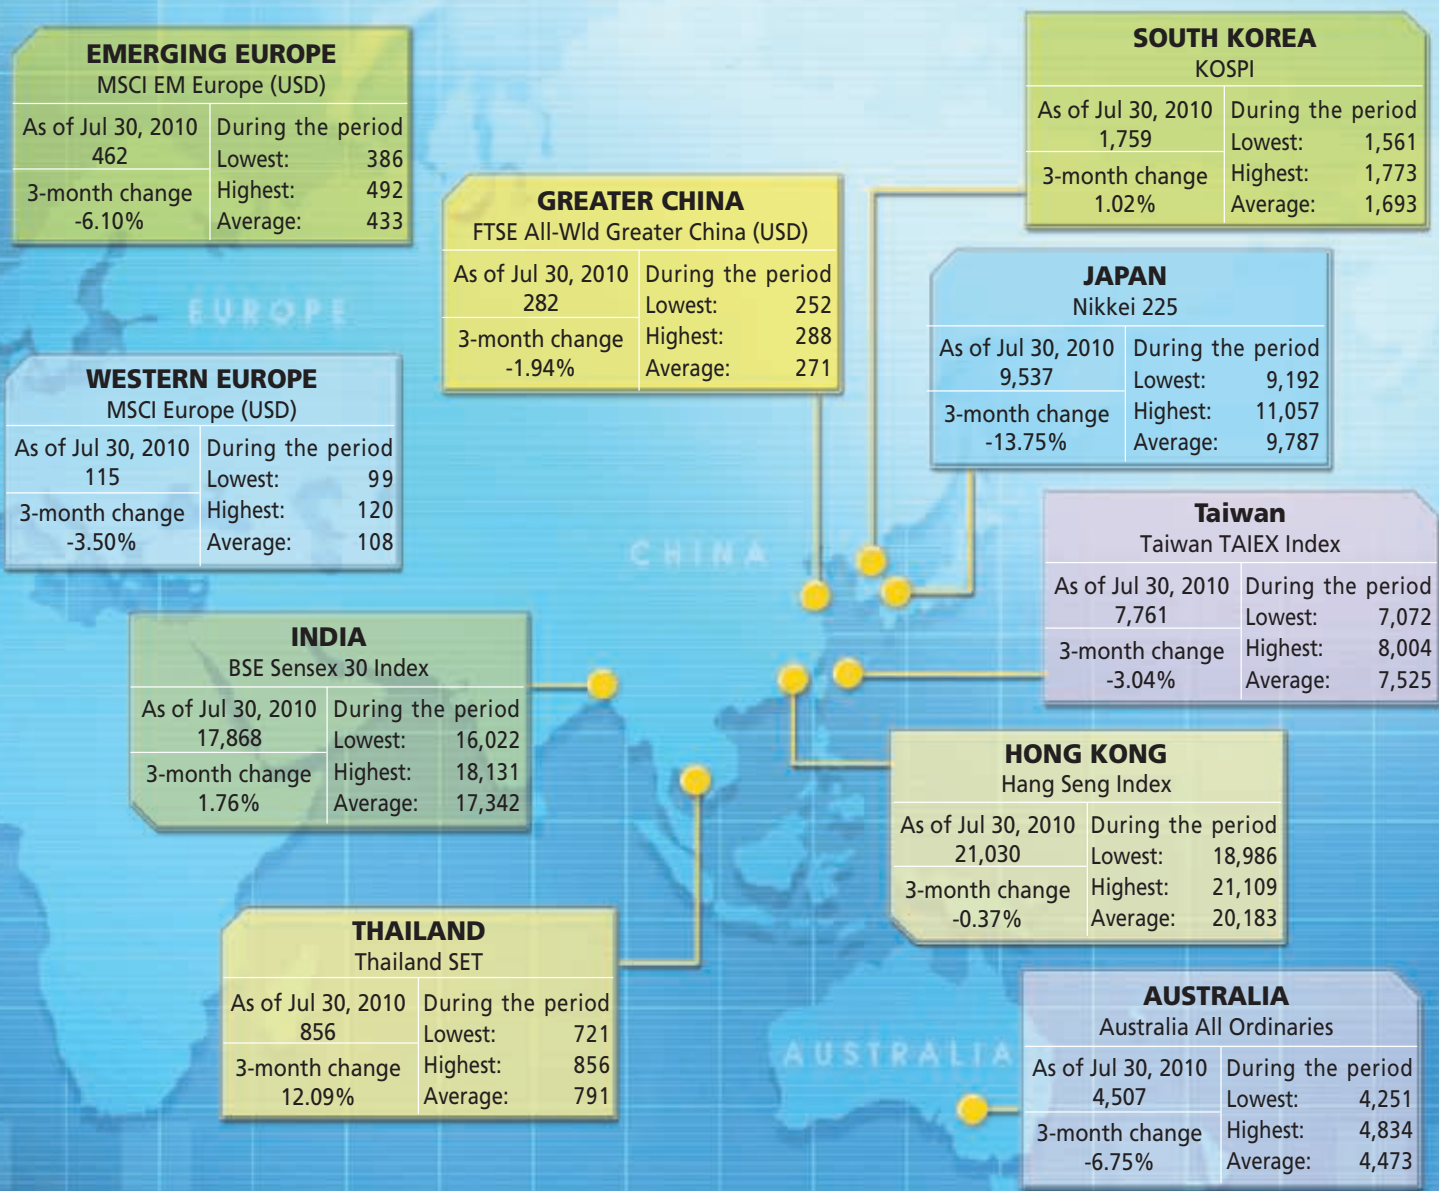 EMERGING EUROPE
MSCI EM Europe (USD)
As of Jul 30, 2010
462
3-month change
-6.10%
During the period
Lowest: 386
Highest: 492
Average: 433
SOUTH KOREA
KOSPI
As of Jul 30, 2010
1,759
3-month change
1.02%
During the period
Lowest: 1,561
Highest: 1,773
Average: 1,693
GREATER CHINA
FTSE All-Wld Greater China (USD)
As of Jul 30, 2010
282
3-month change
-1.94%
During the period
Lowest: 252
Highest: 288
Average: 271
JAPAN
Nikkei 225
As of Jul 30, 2010
9,537
3-month change
-13.75%
During the period
Lowest: 9,192
Highest: 11,057
Average: 9,787
EUROPE
WESTERN EUROPE
MSCI Europe (USD)
As of Jul 30, 2010
115
3-month change
-3.50%
During the period
Lowest: 99
Highest: 120
Average: 108
CHINA
Taiwan
Taiwan TAIEX Index
As of Jul 30, 2010
7,761
3-month change
-3.04%
During the period
Lowest: 7,072
Highest: 8,004
Average: 7,525
INDIA
BSE Sensex 30 Index
As of Jul 30, 2010
17,868
3-month change
1.76%
During the period
Lowest: 16,022
Highest: 18,131
Average: 17,342
HONG KONG
Hang Seng Index
As of Jul 30, 2010
21,030
3-month change
-0.37%
During the period
Lowest: 18,986
Highest: 21,109
Average: 20,183
THAILAND
Thailand SET
As of Jul 30, 2010
856
3-month change
12.09%
During the period
Lowest: 721
Highest: 856
Average: 791
AUSTRALIA
AUSTRALIA
Australia All Ordinaries
As of Jul 30, 2010
4,507
3-month change
-6.75%
During the period
Lowest: 4,251
Highest: 4,834
Average: 4,473